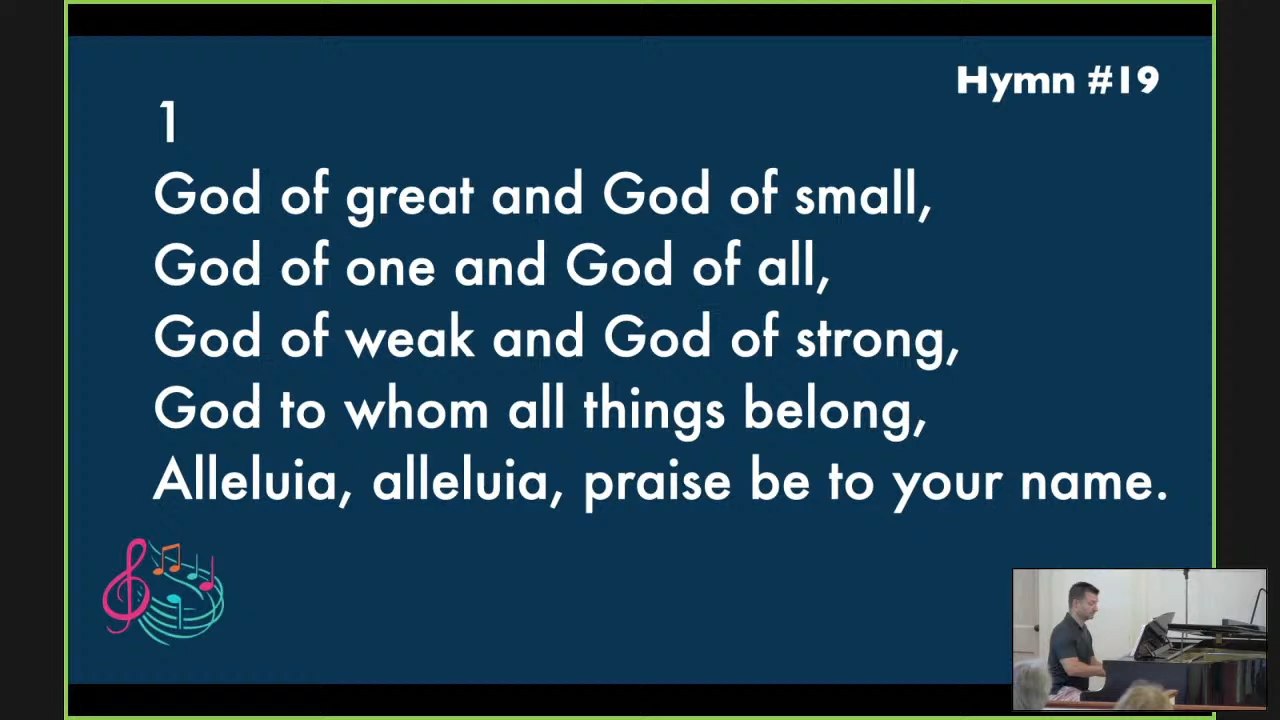 Hymn #19
1
God of great and God of small,
God of one and God of all,
God of weak and God of strong,
God to whom all things belong,
Alleluia, alleluia, praise be to your name.